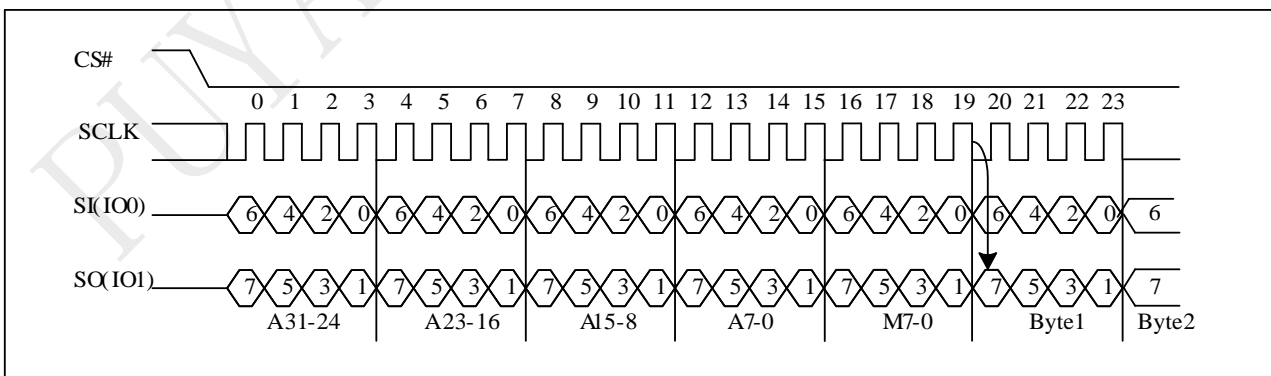 PUYA
CS#
0 1 2 3 4 5 6 7 8 9 10 11 12 13 14 15 16 17 18 19 20 21 22 23
SCLK
SI(IO0) 6 4 2 0 6 4 2 0 6 4 2 0 6 4 2 0 6 4 2 0 6 4 2 0 6
SO(IO1) 7 5 3 1 7 5 3 1 7 5 3 1 7 5 3 1 7 5 3 1 7 5 3 1 7
A31-24 A23-16 A15-8 A7-0 M7-0 Byte1 Byte2